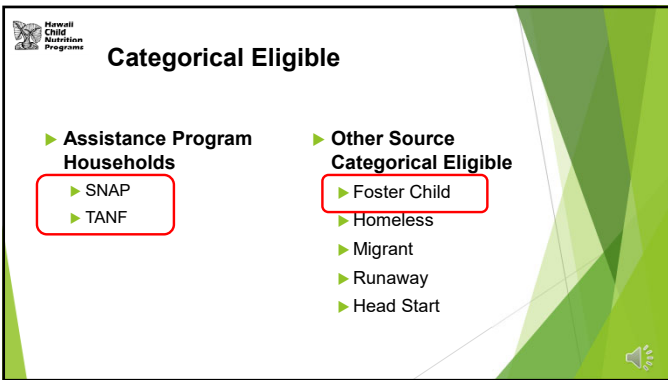 Hawaii
Child
Nutrition
Programs
Categorical Eligible
Assistance Program
Households
SNAP
TANF
Other Source
Categorical Eligible
Foster Child
Homeless
Migrant
Runaway
Head Start